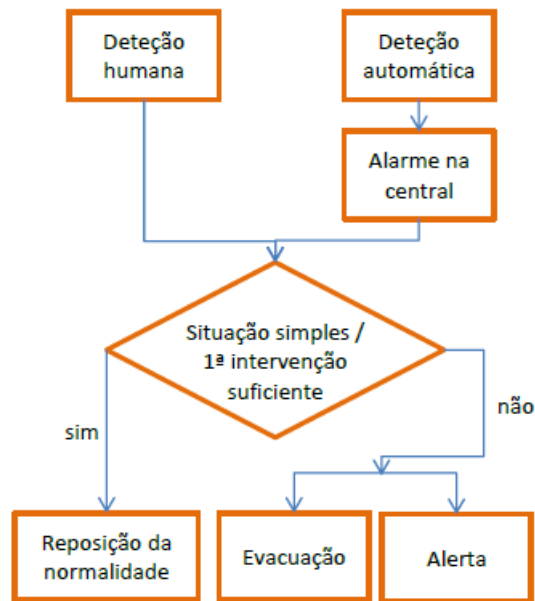 Deteção
humana
Deteção
automática
Alarme na
central
Situação simples /
1ª intervenção
suficiente
sim
não
Reposição da
normalidade
Evacuação
Alerta